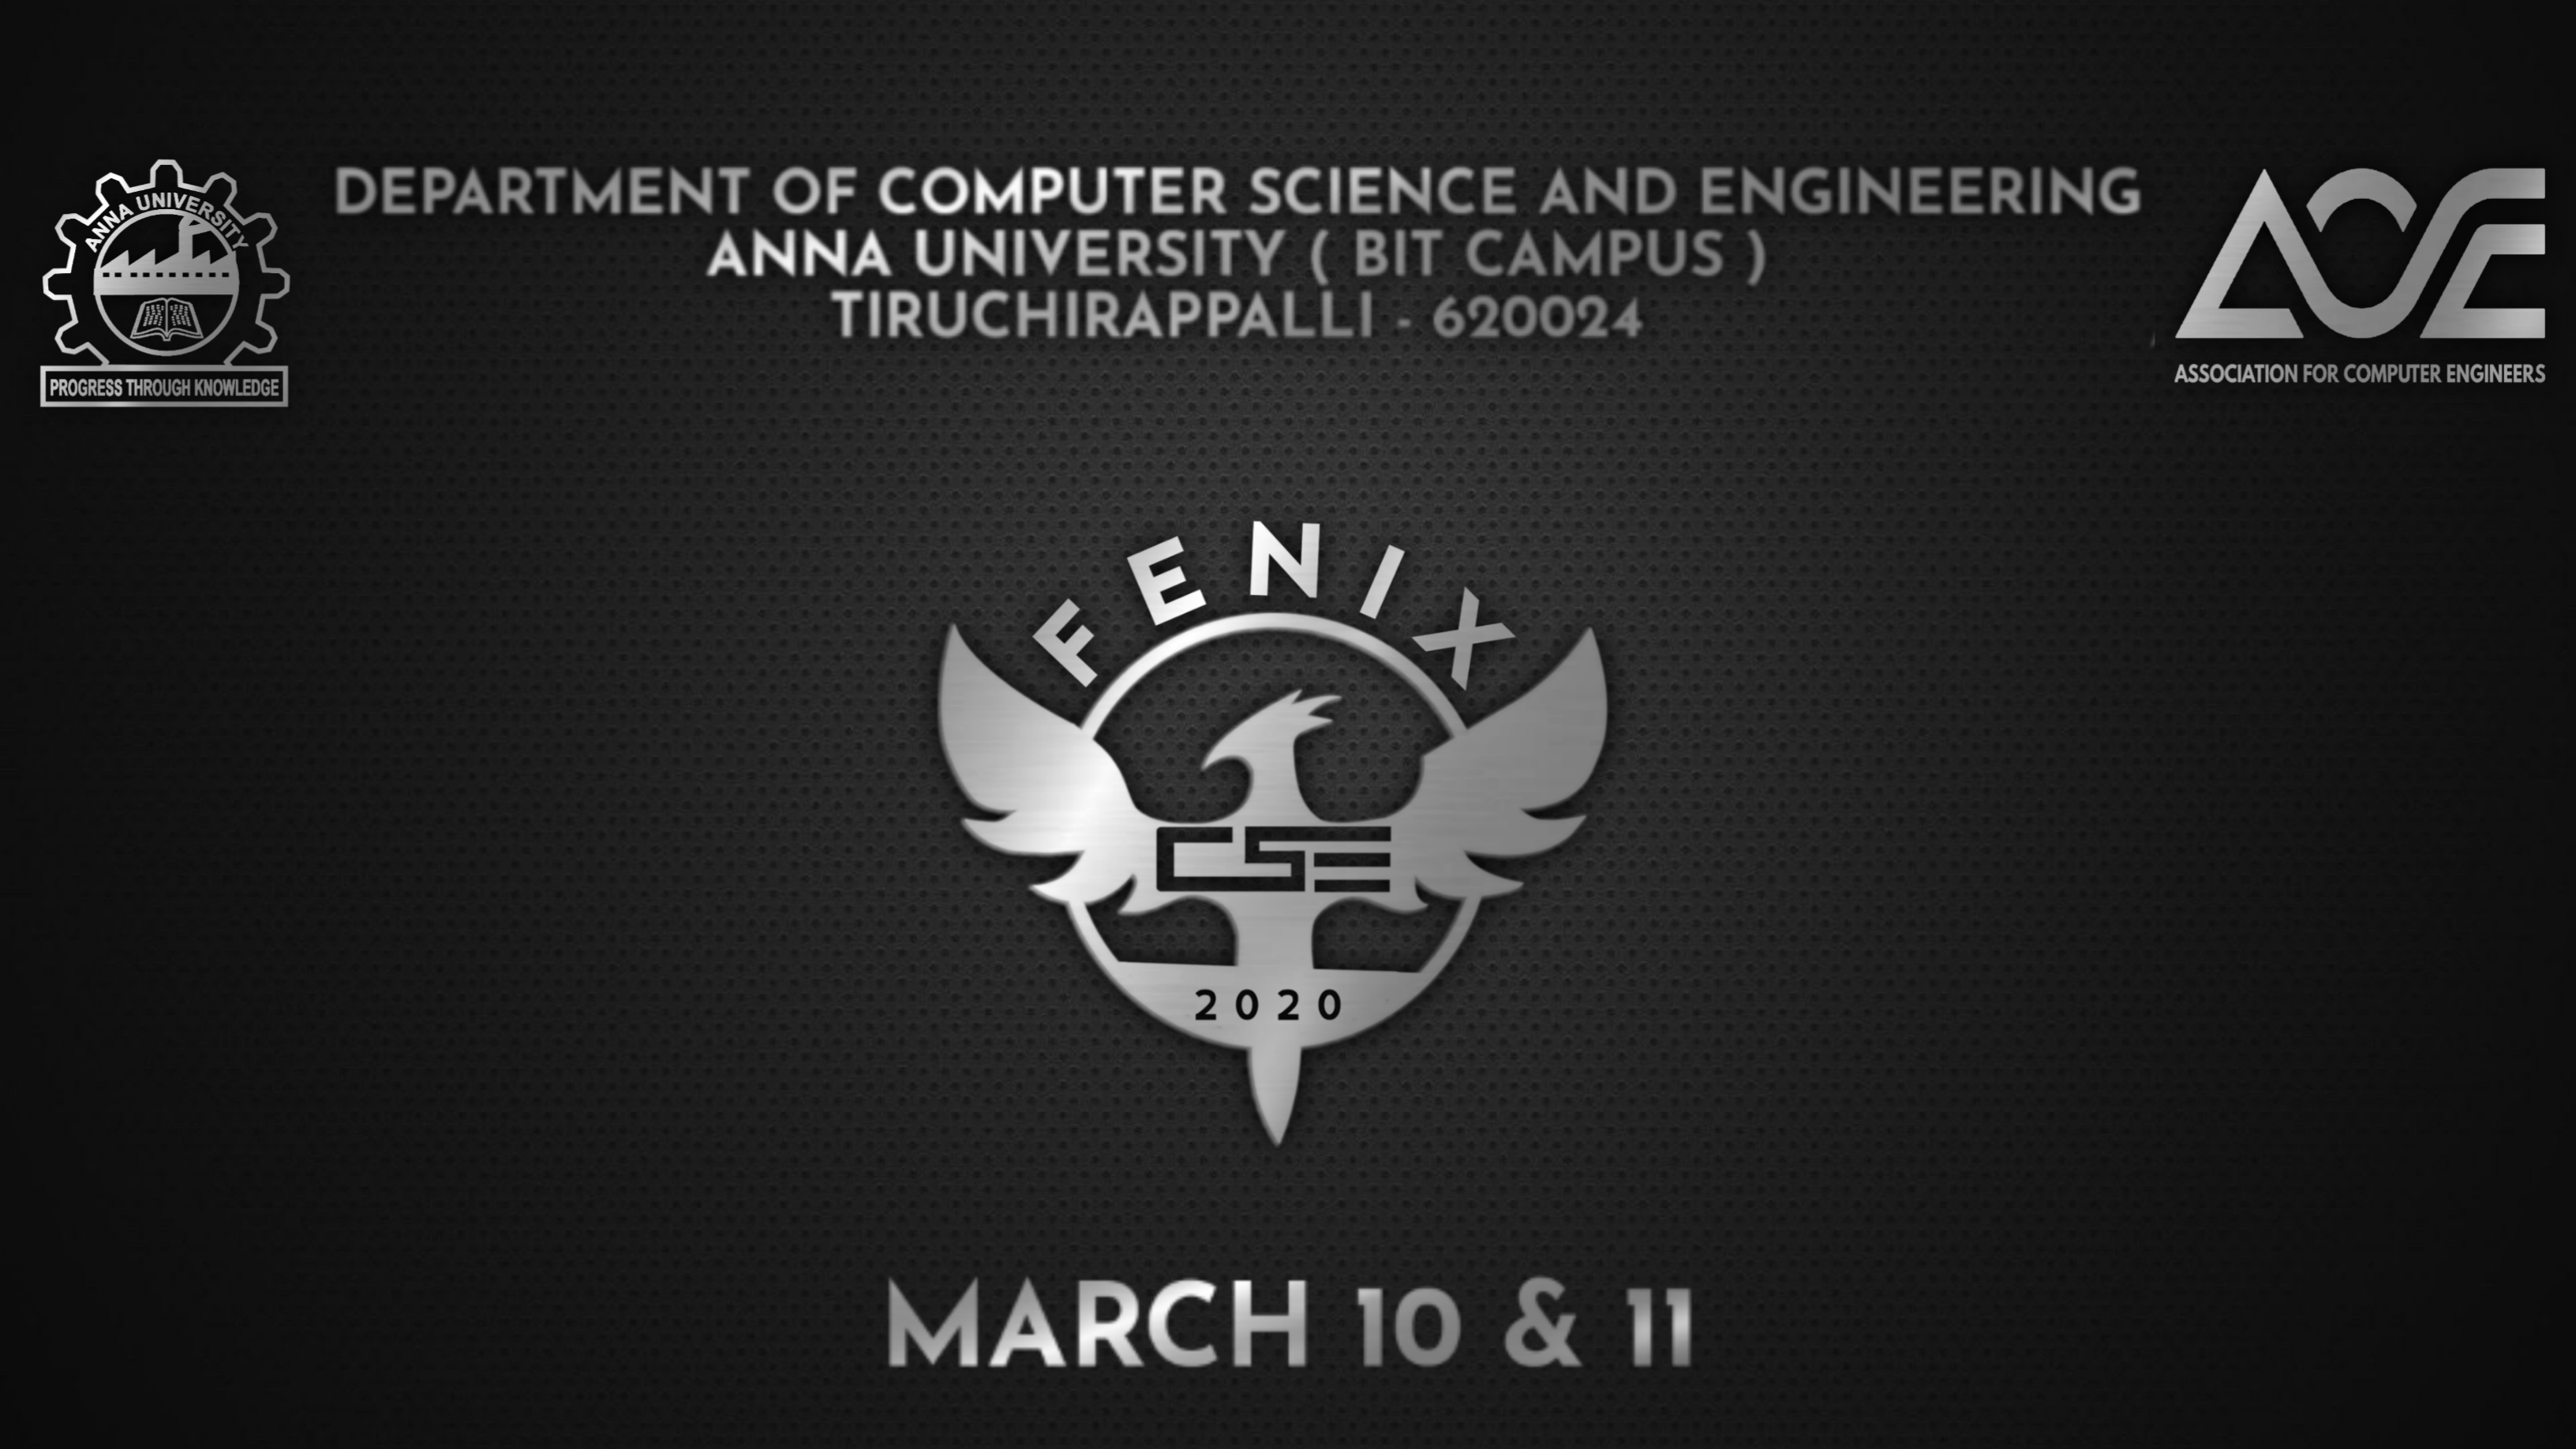 ANNA UNIVERSITY
PROGRESS THROUGH KNOWLEDGE
DEPARTMENT OF COMPUTER SCIENCE AND ENGINEERING
ANNA UNIVERSITY ( BIT CAMPUS )
TIRUCHIRAPPALLI - 620024
ACE
ASSOCIATION FOR COMPUTER ENGINEERS
FENIX
CSE
2020
MARCH 10 & 11